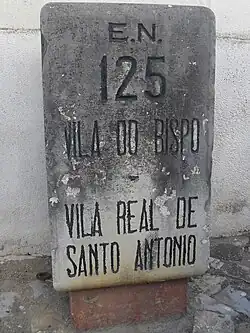 E.N.
125
VILA DO BISPO
-
VILA REAL DE
SANTO ANTONIO